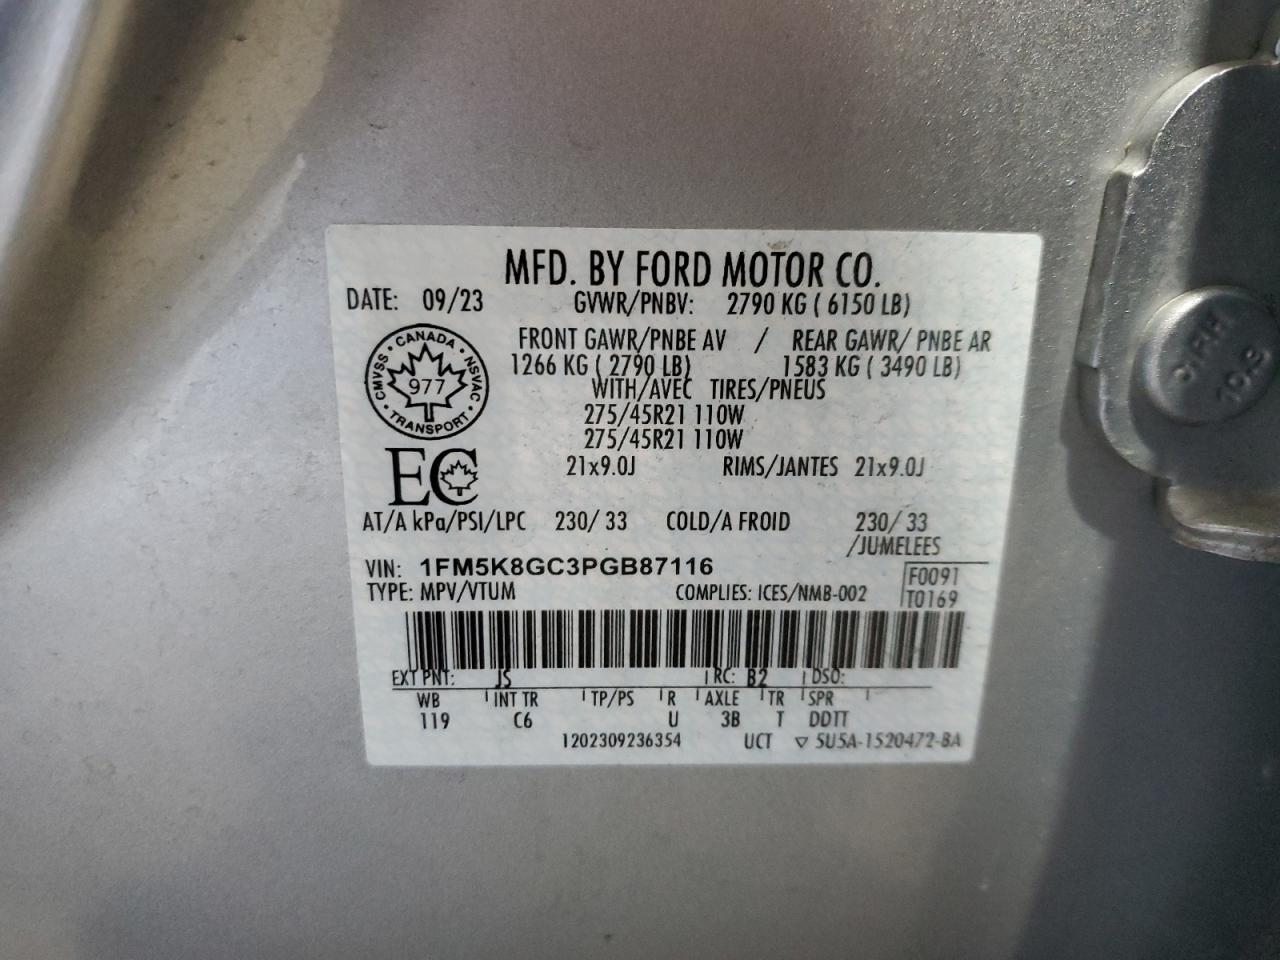 MFD. BY FORD MOTOR CO.
DATE: 09/23 GVWR/PNBV: 2790 KG ( 6150 LB)
FRONT GAWR/PNBE AV / REAR GAWR/ PNBE AR
1266 KG ( 2790 LB) 1583 KG ( 3490 LB)
WITH/AVEC TIRES/PNEUS
275/45R21 110W
275/45R21 110W
21x9.0J RIMS/JANTES 21x9.0J
CANADA
CMVSS
NSVAC
977
TRANSPORT
EC
AT/A kPa/PSI/LPC 230/ 33 COLD/A FROID 230/ 33
/JUMELEES
VIN: 1FM5K8GC3PGB87116
TYPE: MPV/VTUM COMPLIES: ICES/NMB-002
F0091
T0169
EXT PNT: JS RC: B2 DSO:
WB INT TR TP/PS R AXLE TR SPR
119 C6 U 3B T DDTT
1202309236354 UCT ▽ 5U5A-1520472-BA
10.9